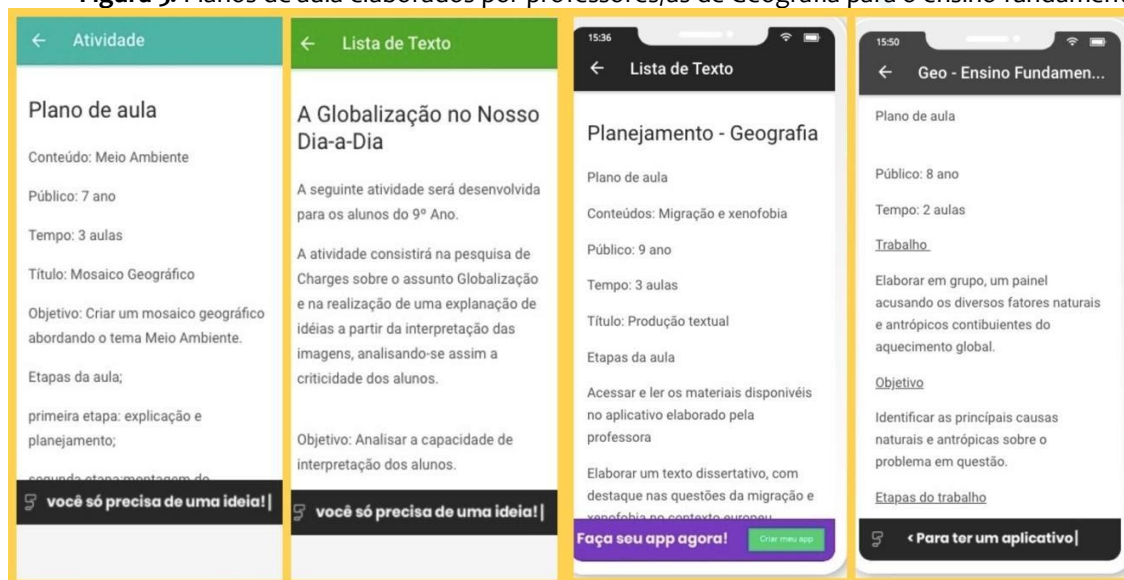 Planos de aula elaborados por professores/as de Geografia para o ensino fundament
← Atividade
Plano de aula
Conteúdo: Meio Ambiente
Público: 7 ano
Tempo: 3 aulas
Título: Mosaico Geográfico
Objetivo: Criar um mosaico geográfico
abordando o tema Meio Ambiente.
Etapas da aula;
primeira etapa: explicação e
planejamento;
segunda etapa:montagem do
você só precisa de uma ideia!|
← Lista de Texto
A Globalização no Nosso
Dia-a-Dia
A seguinte atividade será desenvolvida
para os alunos do 9º Ano.
A atividade consistirá na pesquisa de
Charges sobre o assunto Globalização
e na realização de uma explanação de
idéias a partir da interpretação das
imagens, analisando-se assim a
criticidade dos alunos.
Objetivo: Analisar a capacidade de
interpretação dos alunos.
você só precisa de uma ideia!|
15:36
← Lista de Texto
Planejamento - Geografia
Plano de aula
Conteúdos: Migração e xenofobia
Público: 9 ano
Tempo: 3 aulas
Título: Produção textual
Etapas da aula
Acessar e ler os materiais disponivéis
no aplicativo elaborado pela
professora
Elaborar um texto dissertativo, com
destaque nas questões da migração e
xenofobia no contexto europeu
Faça seu app agora!
Criar meu app
15:50
← Geo - Ensino Fundamen...
Plano de aula
Público: 8 ano
Tempo: 2 aulas
Trabalho
Elaborar em grupo, um painel
acusando os diversos fatores naturais
e antrópicos contibuientes do
aquecimento global.
Objetivo
Identificar as princípais causas
naturais e antrópicas sobre o
problema em questão.
Etapas do trabalho
< Para ter um aplicativo|